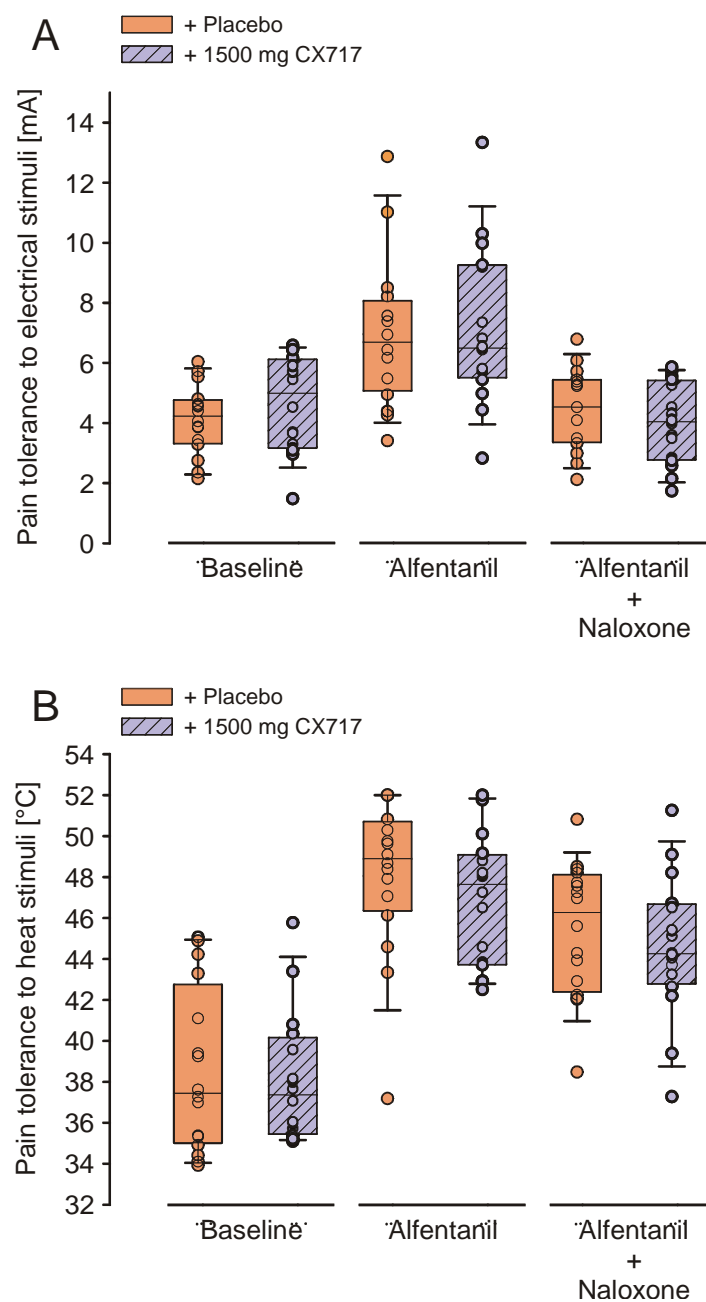 A
+ Placebo
+ 1500 mg CX717
Pain tolerance to electrical stimuli [mA]
14
12
10
8
6
4
2
0
Baseline
Alfentanil
Alfentanil
+
Naloxone
B
+ Placebo
+ 1500 mg CX717
Pain tolerance to heat stimuli [°C]
54
52
50
48
46
44
42
40
38
36
34
32
Baseline
Alfentanil
Alfentanil
+
Naloxone